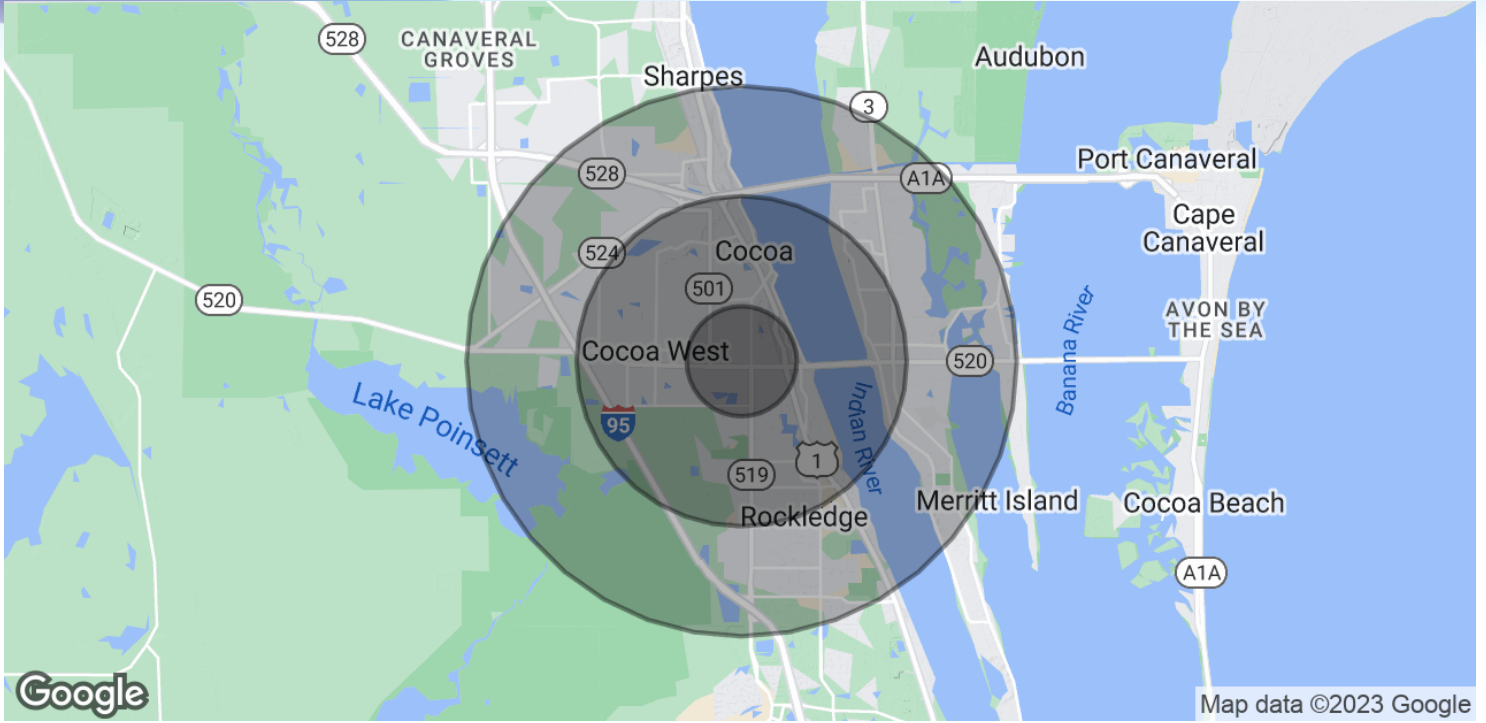 528
CANAVERAL
GROVES
Sharpes
Audubon
3
528
A1A
Port Canaveral
Cape
Canaveral
524
Cocoa
501
520
AVON BY
THE SEA
Banana River
Cocoa West
520
Lake Poinsett
Indian River
95
1
519
Rockledge
Merritt Island
Cocoa Beach
A1A
Google
Map data ©2023 Google